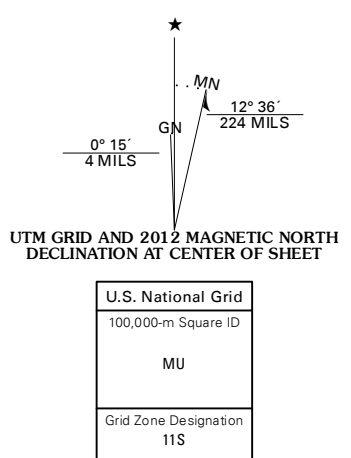 ★
MN
12° 36´
224 MILS
GN
0° 15´
4 MILS
UTM GRID AND 2012 MAGNETIC NORTH
DECLINATION AT CENTER OF SHEET
U.S. National Grid
100,000-m Square ID
MU
Grid Zone Designation
11S